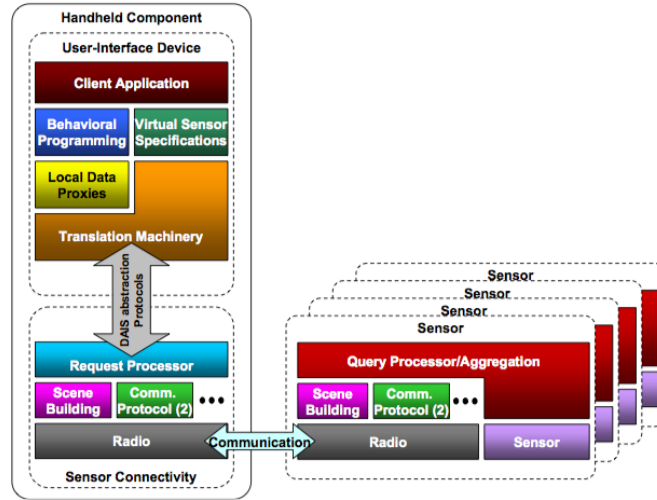 Handheld Component
User-Interface Device
Client Application
Behavioral
Programming
Virtual Sensor
Specifications
Local Data
Proxies
Translation Machinery
DAIS abstraction
Protocols
Request Processor
Scene
Building
Comm.
Protocol (2)
•••
Radio
Sensor Connectivity
Communication
Sensor
Sensor
Sensor
Sensor
Query Processor/Aggregation
Scene
Building
Comm.
Protocol (2)
•••
Radio
Sensor